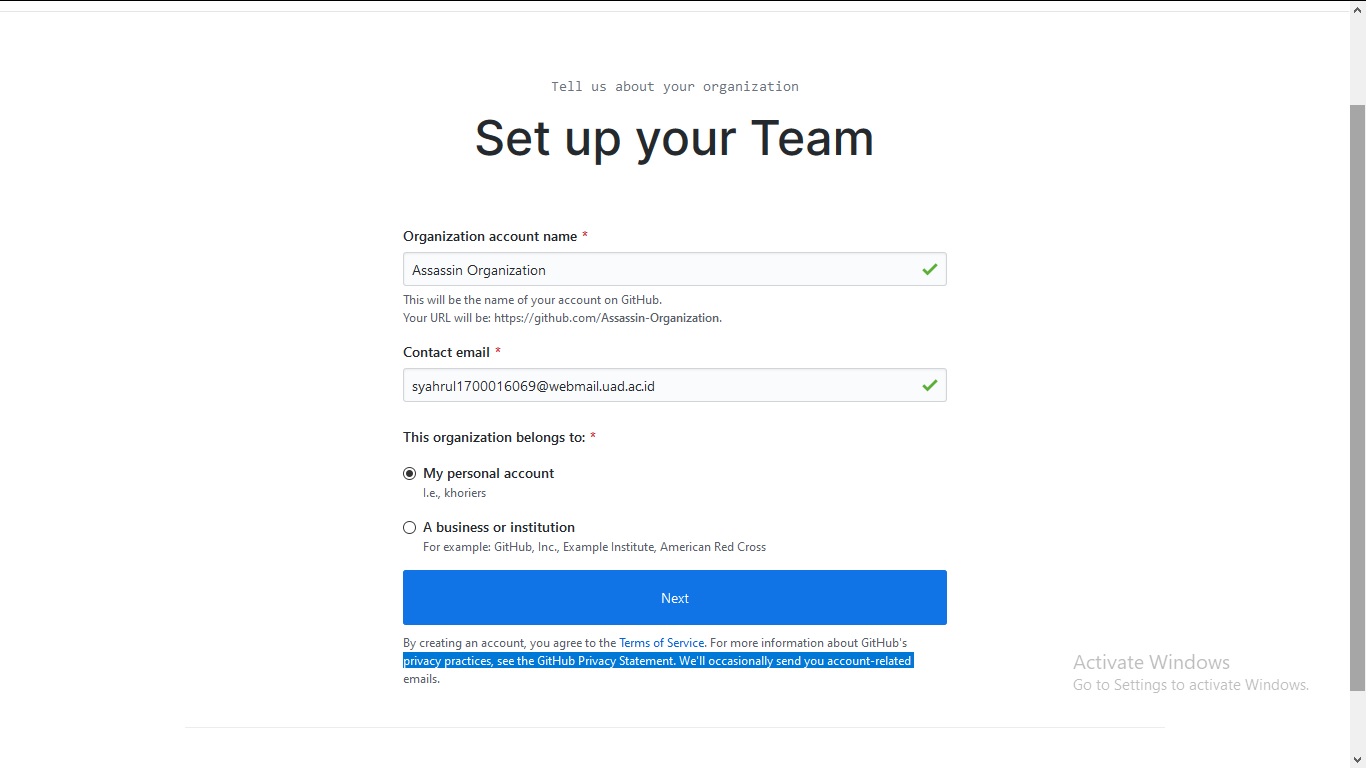 Tell us about your organization
Set up your Team
Organization account name *
Assassin Organization
This will be the name of your account on GitHub.
Your URL will be: https://github.com/Assassin-Organization.
Contact email *
syahrul1700016069@webmail.uad.ac.id
This organization belongs to: *
My personal account
I.e., khoriers
A business or institution
For example: GitHub, Inc., Example Institute, American Red Cross
Next
By creating an account, you agree to the Terms of Service. For more information about GitHub's
privacy practices, see the GitHub Privacy Statement. We'll occasionally send you account-related
emails.
Activate Windows
Go to Settings to activate Windows.